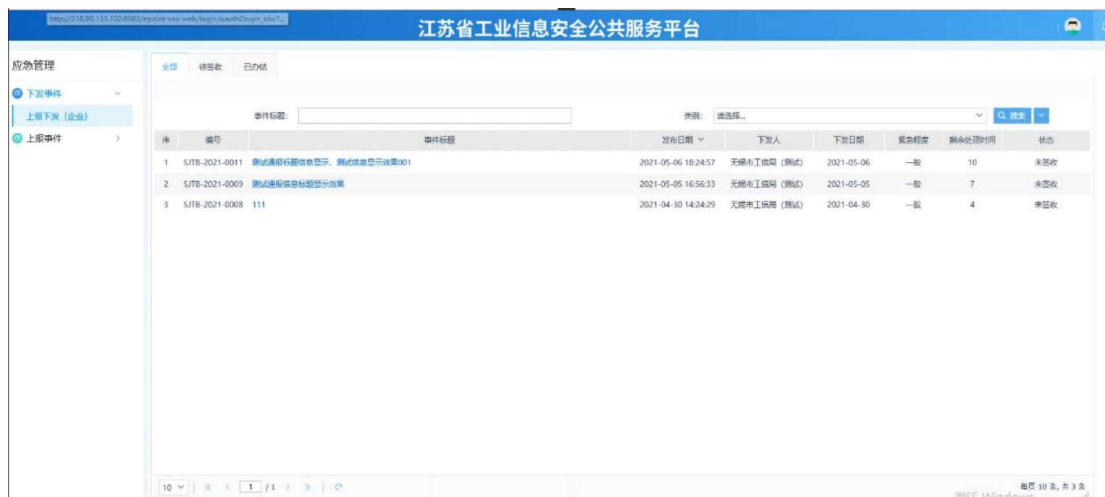 江苏省工业信息安全公共服务平台
应急管理
下发事件
上级下发（企业）
上报事件
全部 待签收 已办结
事件标题: 类别: 请选择... 搜索
序 编号 事件标题 发布日期 下发人 下发日期 紧急程度 剩余处理时间 状态
1 SJTB-2021-0011 测试通报标题信息显示、测试信息显示效果001 2021-05-06 18:24:57 无锡市工信局（测试） 2021-05-06 一般 10 未签收
2 SJTB-2021-0009 测试通报信息标题显示效果 2021-05-05 16:56:33 无锡市工信局（测试） 2021-05-05 一般 7 未签收
3 SJTB-2021-0008 111 2021-04-30 14:24:29 无锡市工信局（测试） 2021-04-30 一般 4 未签收
10 1 / 1 每页 10 条, 共 3 条
Windows